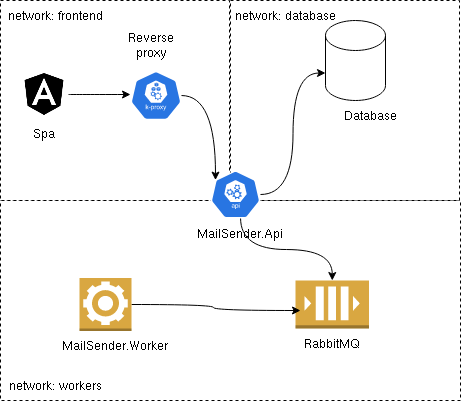 network: frontend
network: database
Reverse
proxy
k-proxy
Spa
Database
api
MailSender.Api
MailSender.Worker
RabbitMQ
network: workers